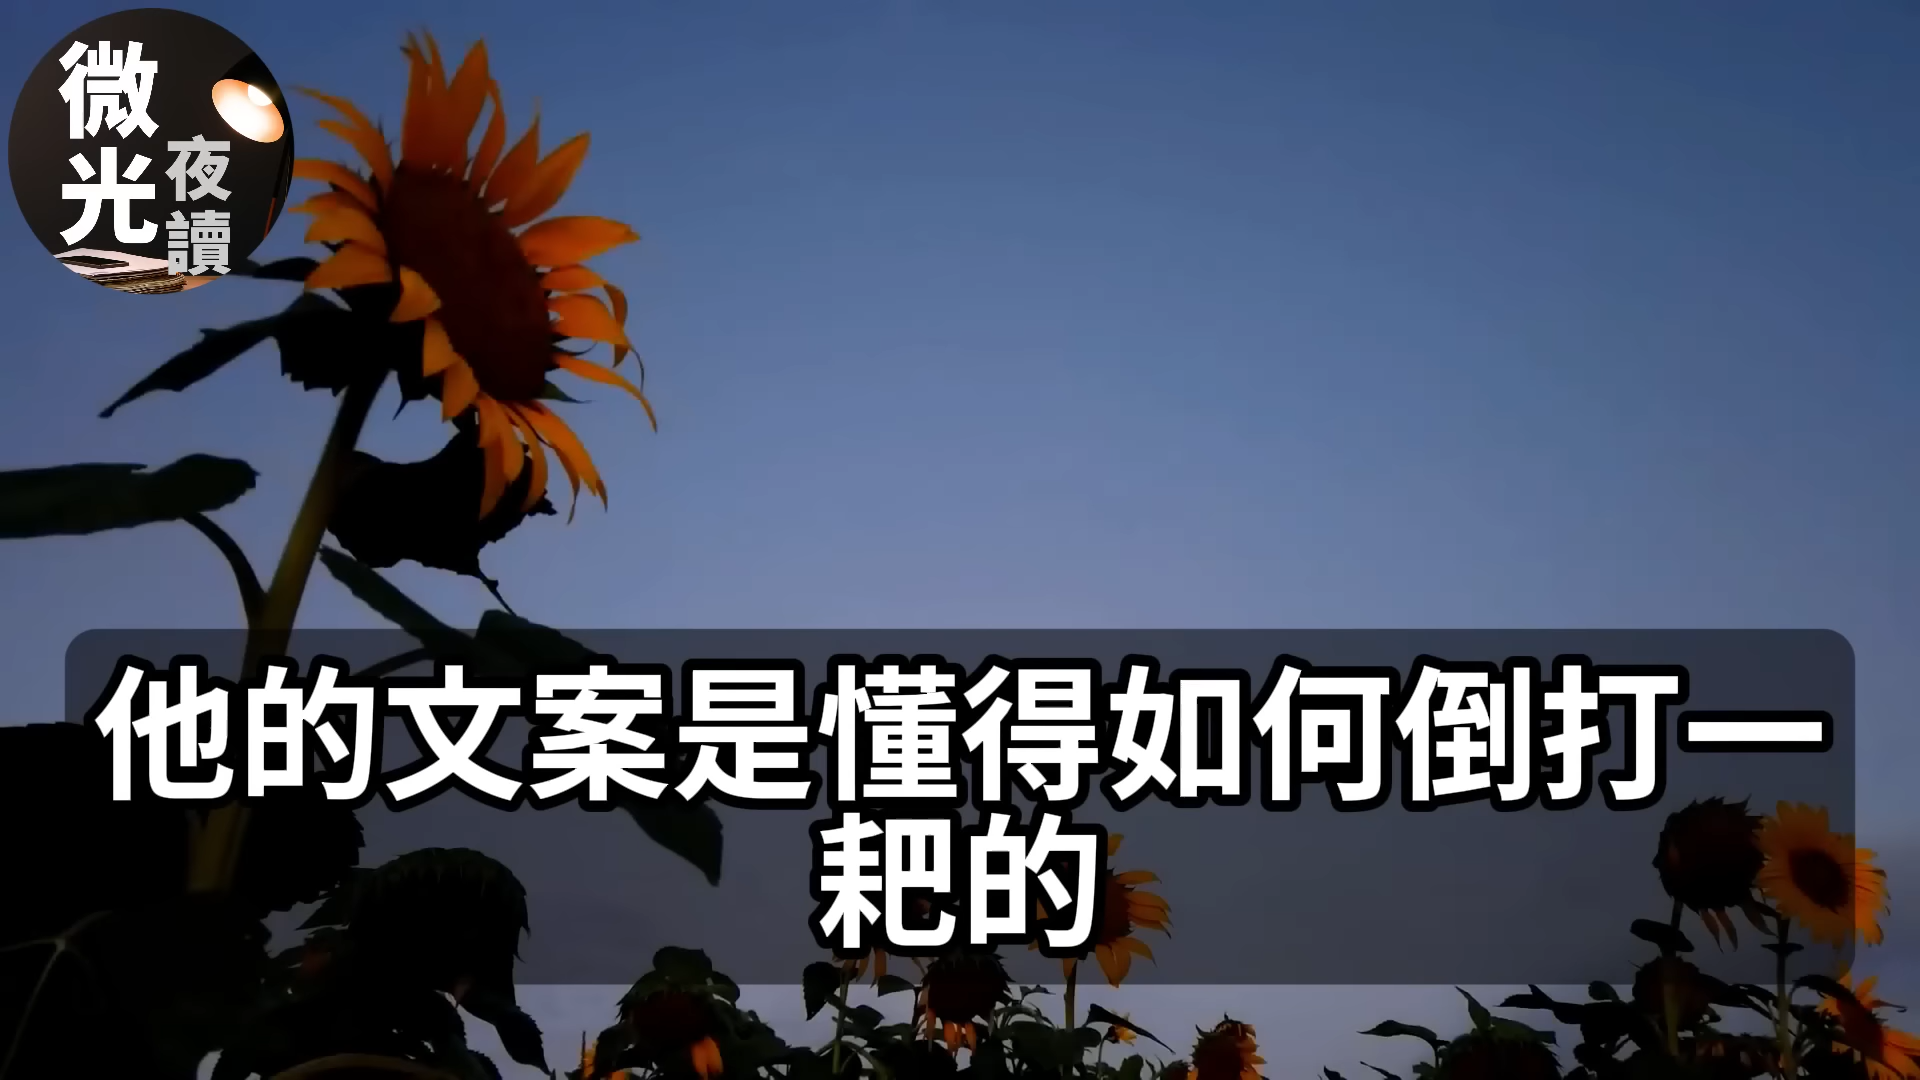 微光
夜讀
他的文案是懂得如何倒打一
耙的